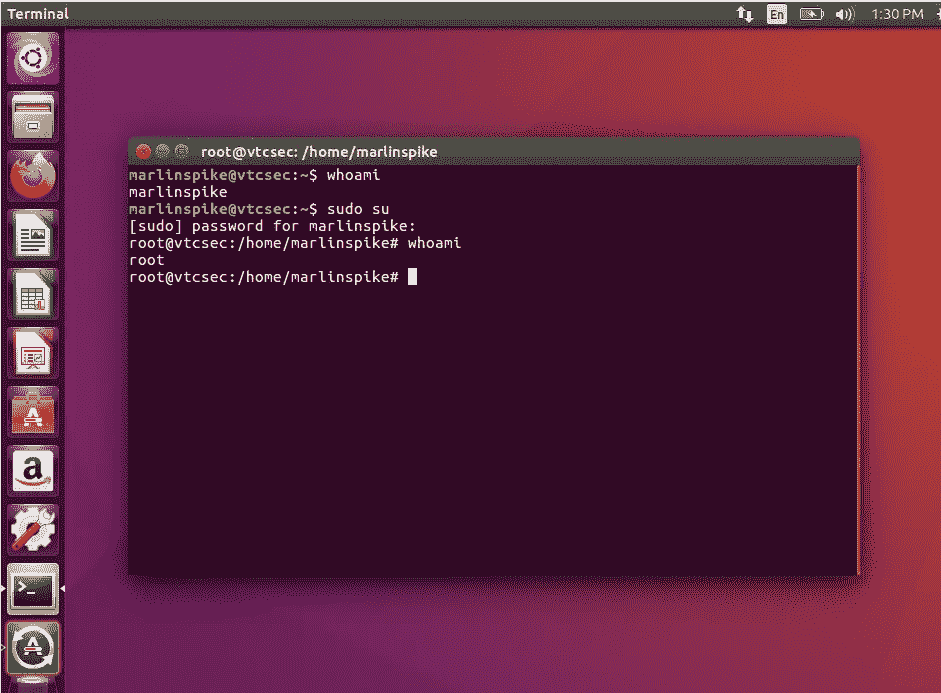 Terminal
En
1:30 PM
root@vtcsec: /home/marlinspike
marlinspike@vtcsec:~$ whoami
marlinspike
marlinspike@vtcsec:~$ sudo su
[sudo] password for marlinspike:
root@vtcsec:/home/marlinspike# whoami
root
root@vtcsec:/home/marlinspike#